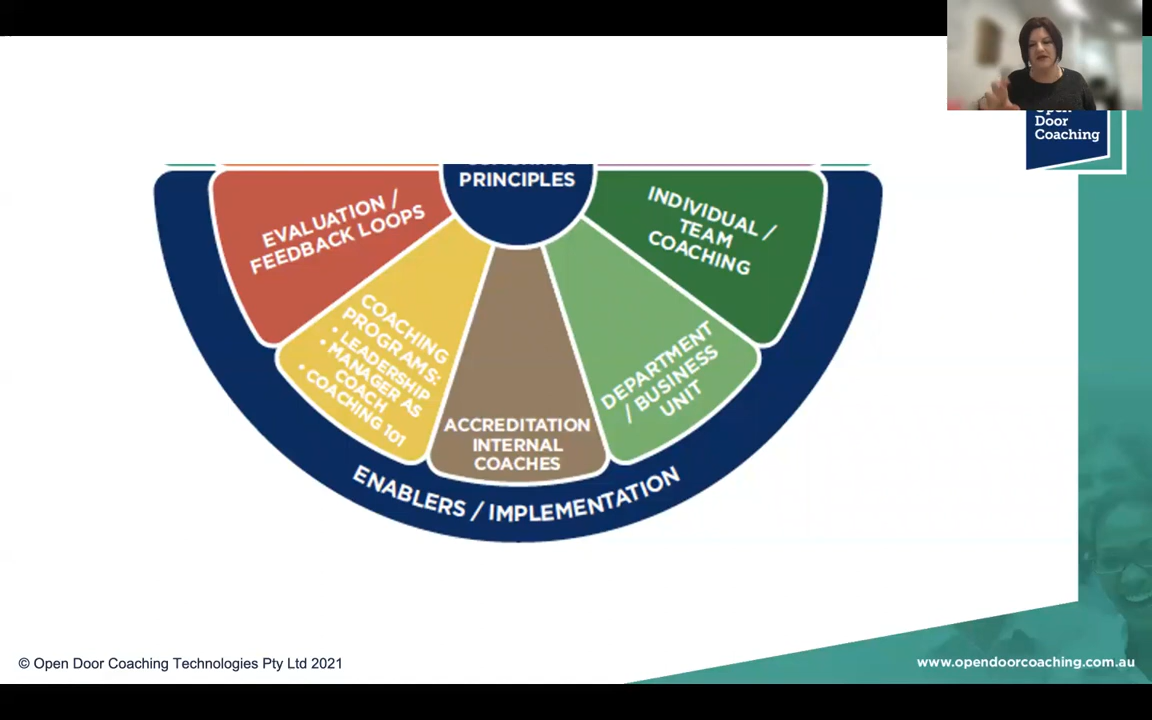 Open
Door
Coaching
PRINCIPLES
EVALUATION /
FEEDBACK LOOPS
INDIVIDUAL /
TEAM
COACHING
COACHING
PROGRAMS:
• LEADERSHIP
• MANAGER AS
COACH
• COACHING 101
DEPARTMENT
/ BUSINESS
UNIT
ACCREDITATION
INTERNAL
COACHES
ENABLERS / IMPLEMENTATION
© Open Door Coaching Technologies Pty Ltd 2021
www.opendoorcoaching.com.au